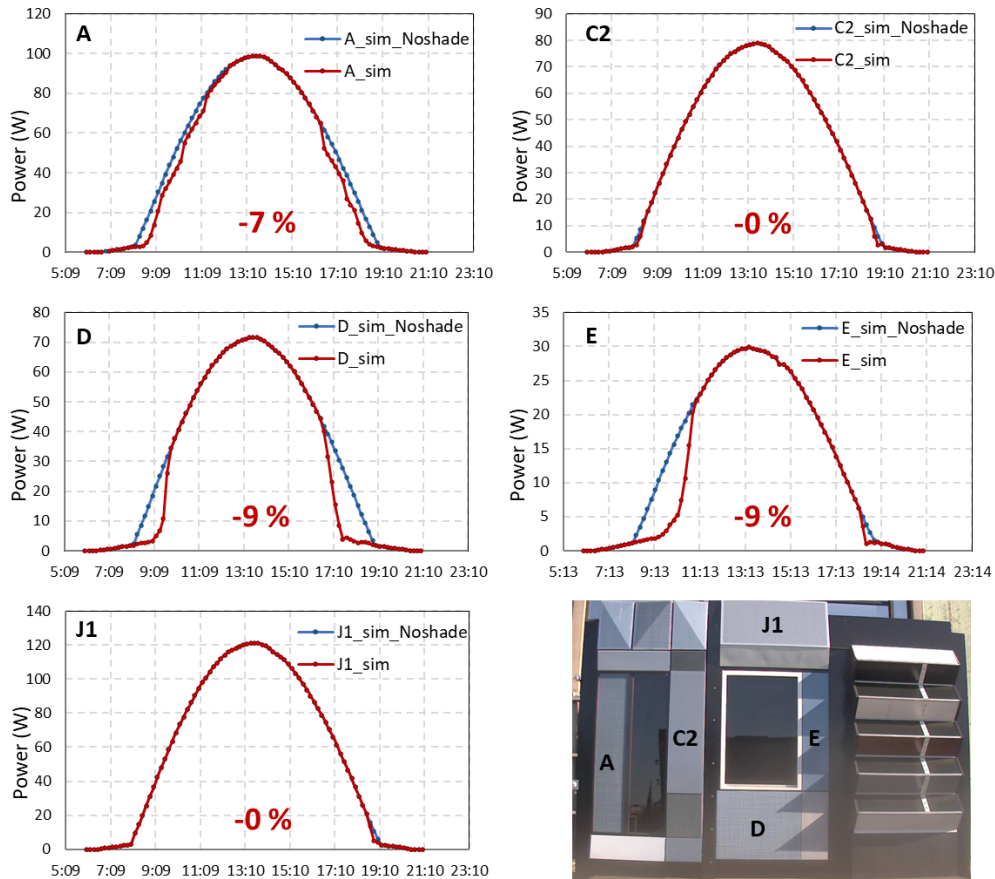 A
A_sim_Noshade
A_sim
Power (W)
120
100
80
60
40
20
0
-7 %
5:09 7:09 9:09 11:09 13:10 15:10 17:10 19:10 21:10 23:10
C2
C2_sim_Noshade
C2_sim
Power (W)
90
80
70
60
50
40
30
20
10
0
-0 %
5:09 7:09 9:09 11:09 13:10 15:10 17:10 19:10 21:10 23:10
D
D_sim_Noshade
D_sim
Power (W)
80
70
60
50
40
30
20
10
0
-9 %
5:09 7:09 9:09 11:09 13:10 15:10 17:10 19:10 21:10 23:10
E
E_sim_Noshade
E_sim
Power (W)
35
30
25
20
15
10
5
0
-9 %
5:13 7:13 9:13 11:13 13:13 15:13 17:13 19:14 21:14 23:14
J1
J1_sim_Noshade
J1_sim
Power (W)
140
120
100
80
60
40
20
0
-0 %
5:09 7:09 9:09 11:09 13:10 15:10 17:10 19:10 21:10 23:10
J1
A
C2
E
D